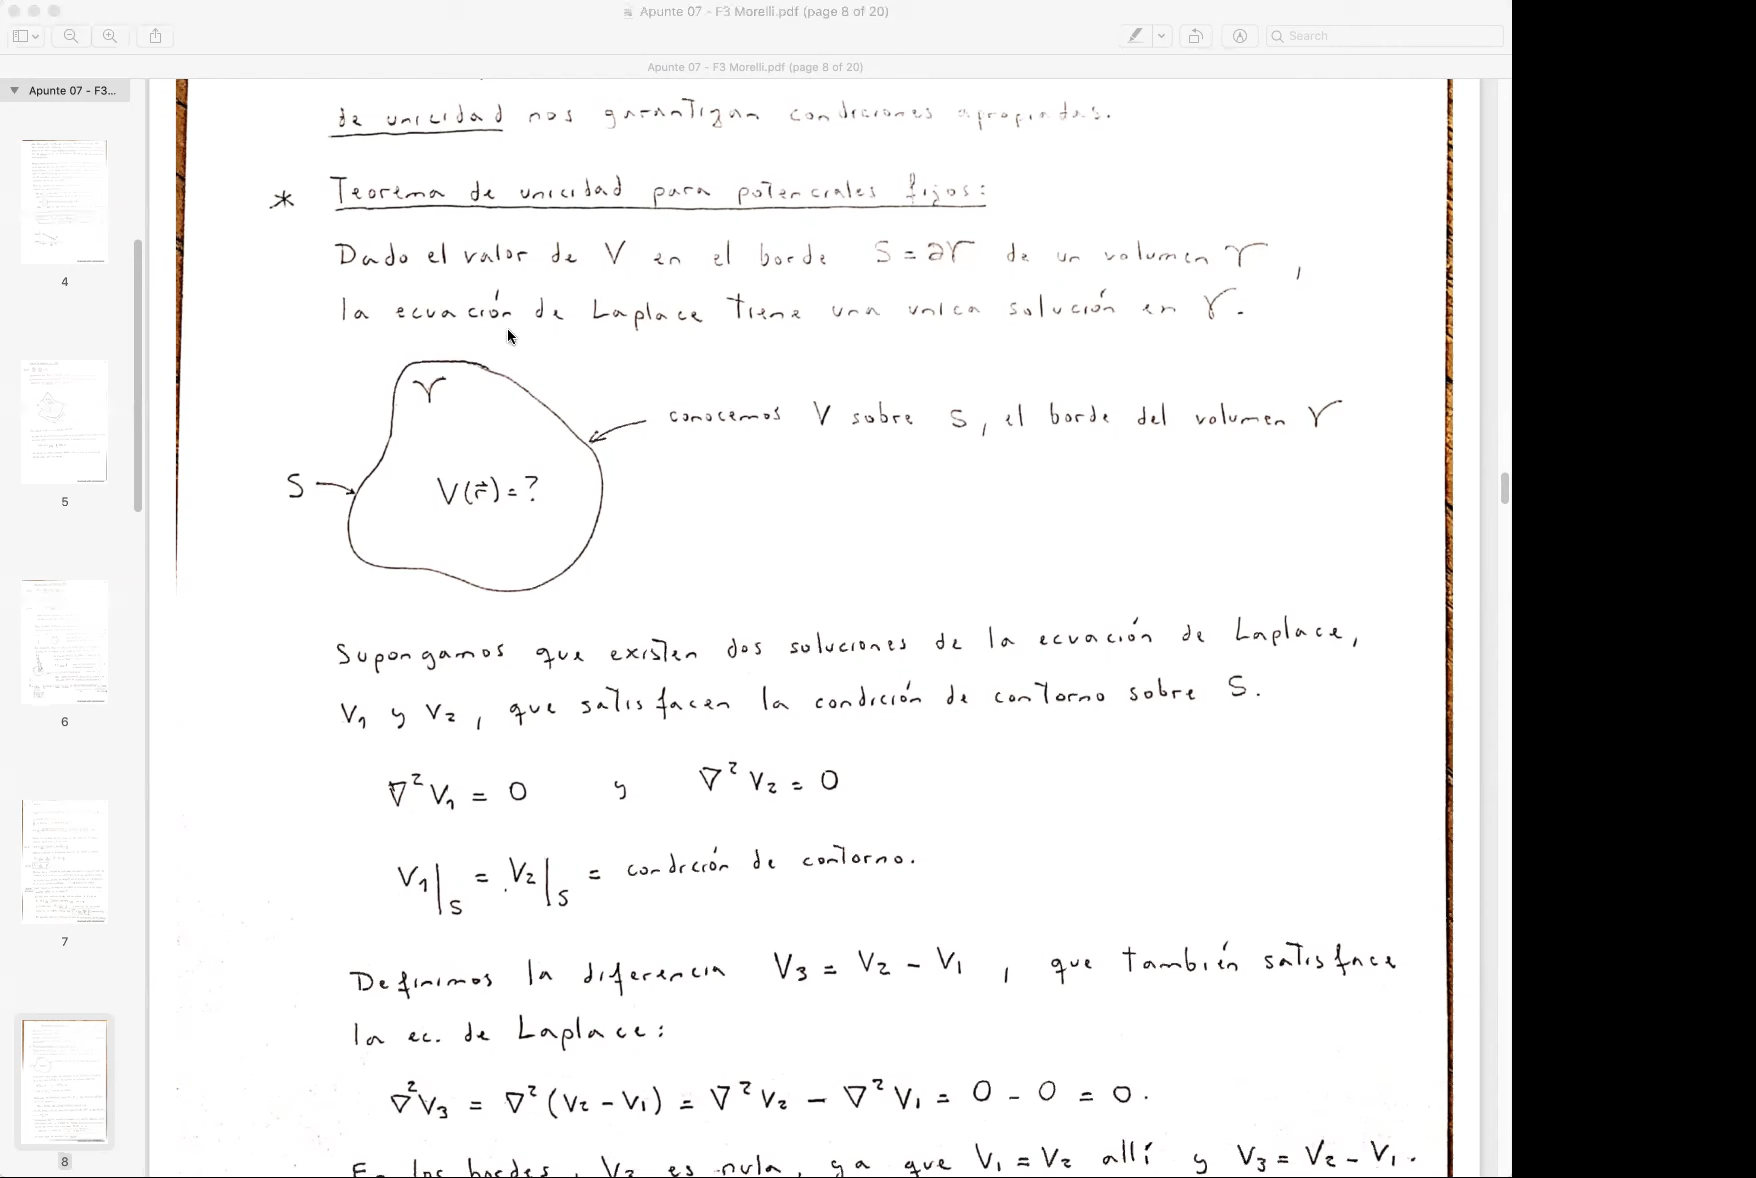 Apunte 07 - F3 Morelli.pdf (page 8 of 20)
Search
Apunte 07 - F3 Morelli.pdf (page 8 of 20)
Apunte 07 - F3...
4
5
6
7
8
de unicidad nos garantizan condiciones apropiadas.
* Teorema de unicidad para potenciales fijos:
Dado el valor de V en el borde S = ∂𝒱 de un volumen 𝒱,
la ecuación de Laplace tiene una unica solución en 𝒱.
𝒱
conocemos V sobre S, el borde del volumen 𝒱
S
V(r⃗) = ?
Supongamos que existen dos soluciones de la ecuación de Laplace,
V₁ y V₂, que satisfacen la condición de contorno sobre S.
∇²V₁ = 0 y ∇²V₂ = 0
V₁|S = V₂|S = condición de contorno.
Definimos la diferencia V₃ = V₂ - V₁, que también satisface
la ec. de Laplace:
∇²V₃ = ∇²(V₂ - V₁) = ∇²V₂ - ∇²V₁ = 0 - 0 = 0.
En los bordes, V₃ es nula, ya que V₁ = V₂ allí y V₃ = V₂ - V₁.